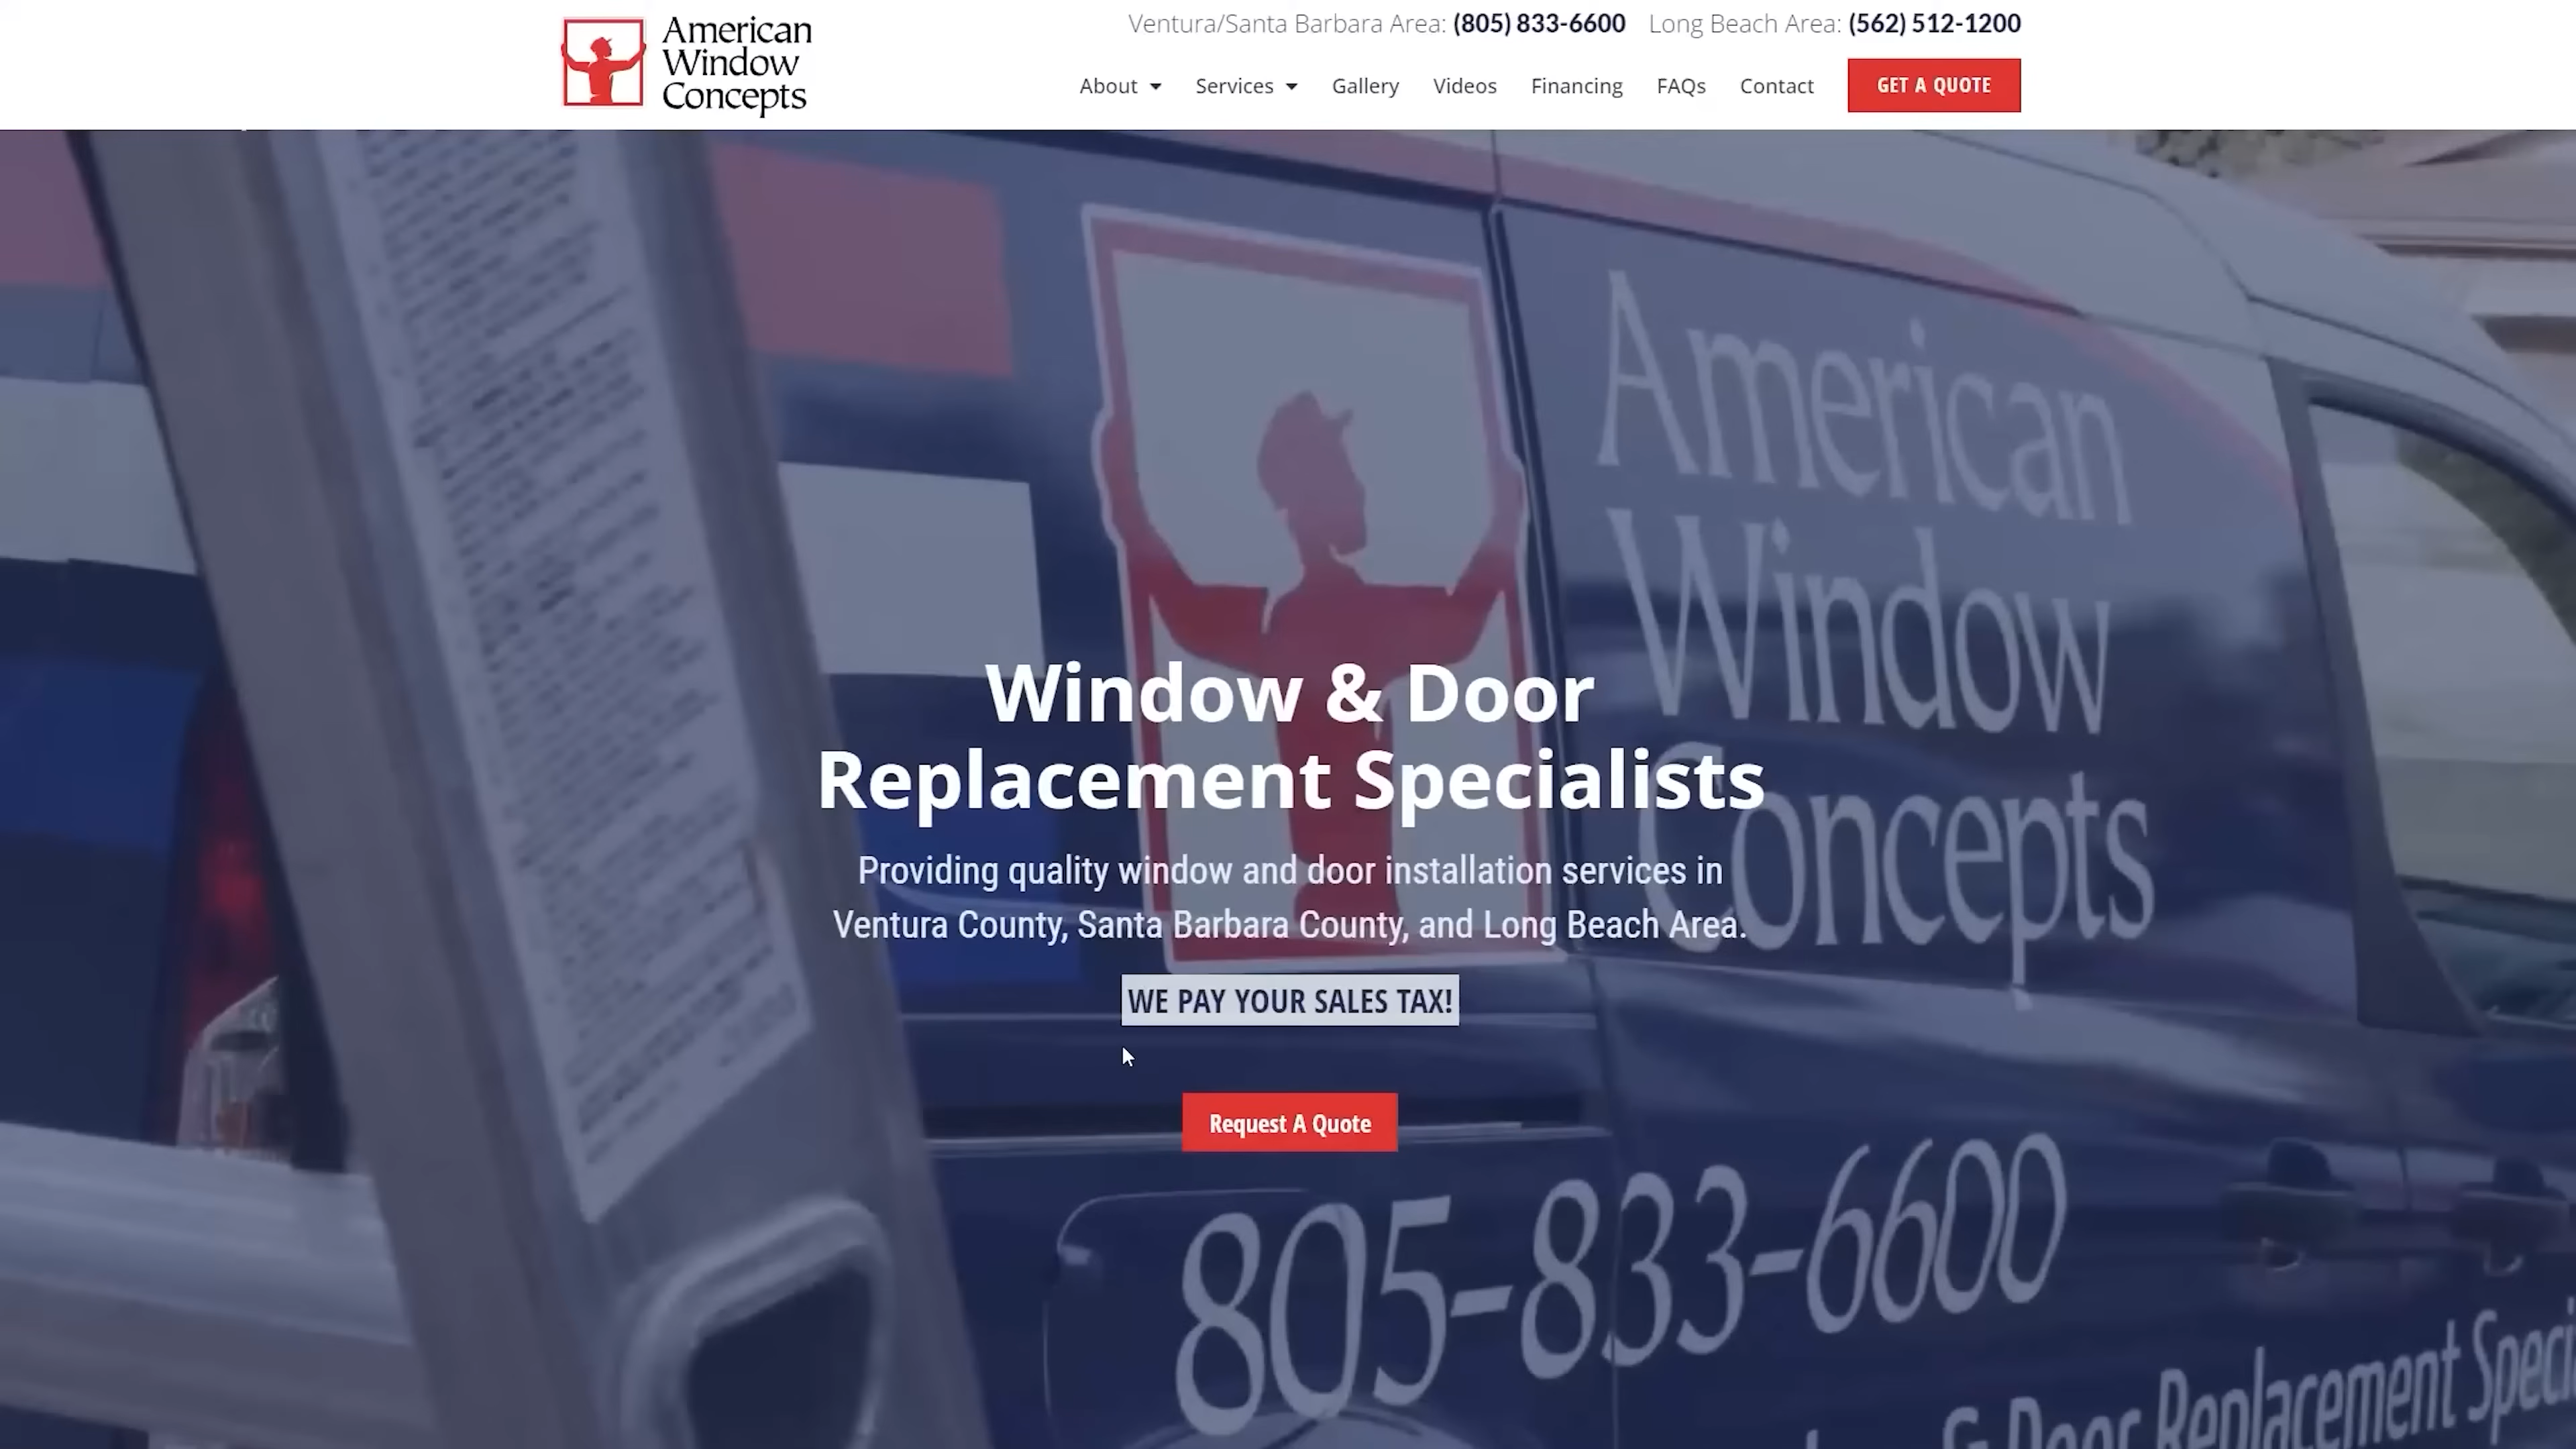 American
Window
Concepts
Ventura/Santa Barbara Area: (805) 833-6600 Long Beach Area: (562) 512-1200
About Services Gallery Videos Financing FAQs Contact GET A QUOTE
American
Window
Concepts
Window & Door
Replacement Specialists
Providing quality window and door installation services in
Ventura County, Santa Barbara County, and Long Beach Area.
WE PAY YOUR SALES TAX!
Request A Quote
805-833-6600
& Door Replacement Speci